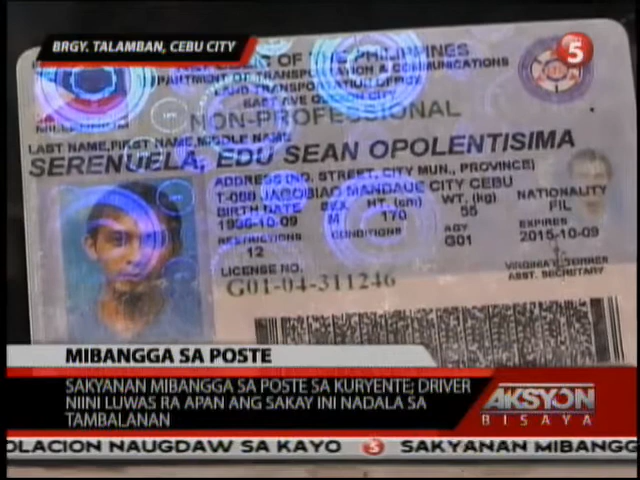 BRGY. TALAMBAN, CEBU CITY
5
NON-PROFESSIONAL
LAST NAME, FIRST NAME, MIDDLE NAME
SERENUELA, EDU SEAN OPOLENTISIMA
ADDRESS (NO. STREET, CITY MUN., PROVINCE)
JAGOBIAO MANDAUE CITY CEBU
BIRTH DATE SEX HT. (cm) WT. (kg) NATIONALITY
M 170 55 FIL
RESTRICTIONS CONDITIONS AGY EXPIRES
12 G01 2015-10-09
LICENSE NO.
G01-04-311246
ASST. SECRETARY
MIBANGGA SA POSTE
SAKYANAN MIBANGGA SA POSTE SA KURYENTE; DRIVER
NIINI LUWAS RA APAN ANG SAKAY INI NADALA SA
TAMBALANAN
AKSYON
BISAYA
OLACION NAUGDAW SA KAYO 5 SAKYANAN MIBANGG